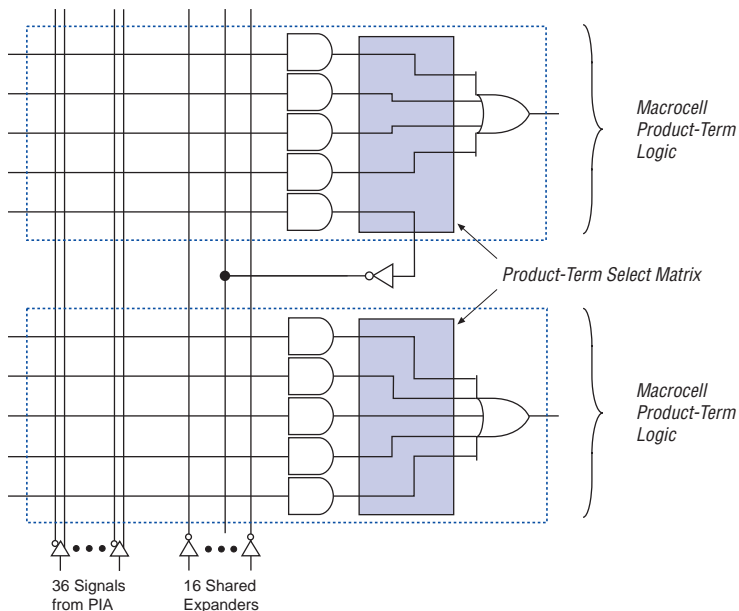 Macrocell
Product-Term
Logic
Product-Term Select Matrix
Macrocell
Product-Term
Logic
36 Signals
from PIA
16 Shared
Expanders